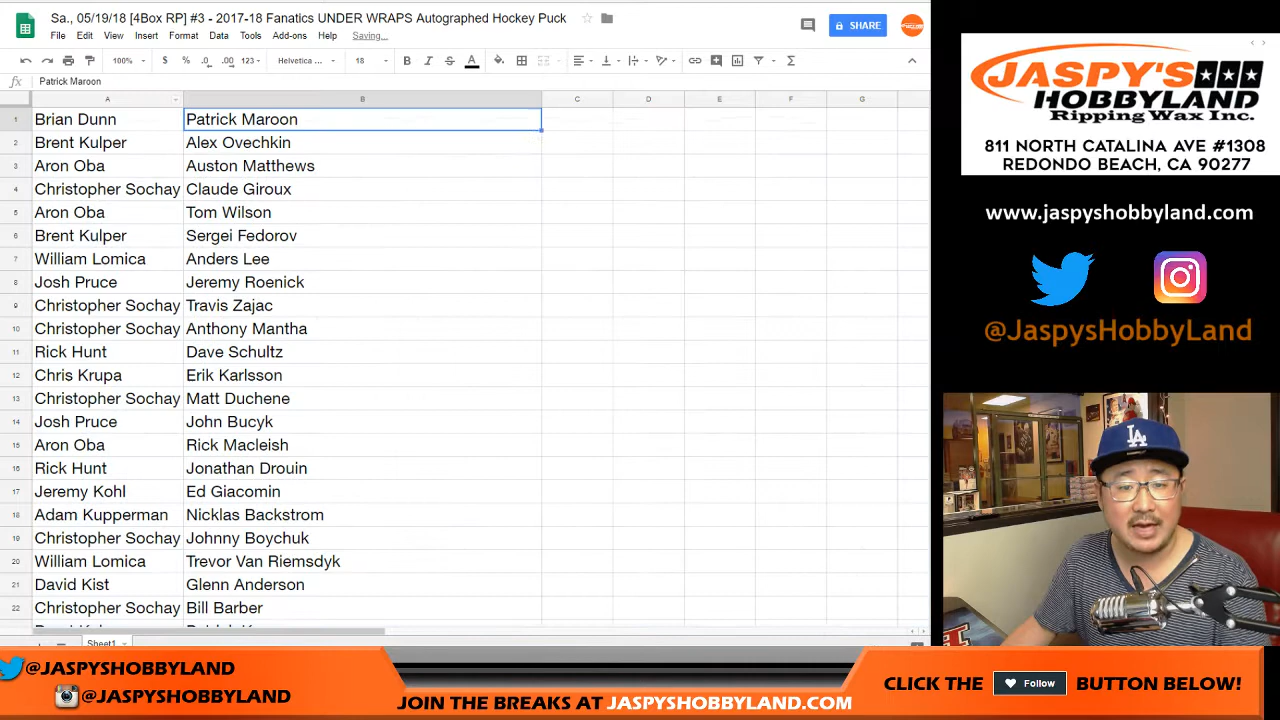 Sa., 05/19/18 [4Box RP] #3 - 2017-18 Fanatics UNDER WRAPS Autographed Hockey Puck
SHARE
File Edit View Insert Format Data Tools Add-ons Help Saving...
100% $ % .0 .00 123 Helvetica ... 18 B I S A
fx Patrick Maroon
A B C D E F G
1 Brian Dunn Patrick Maroon
2 Brent Kulper Alex Ovechkin
3 Aron Oba Auston Matthews
4 Christopher Sochay Claude Giroux
5 Aron Oba Tom Wilson
6 Brent Kulper Sergei Fedorov
7 William Lomica Anders Lee
8 Josh Pruce Jeremy Roenick
9 Christopher Sochay Travis Zajac
10 Christopher Sochay Anthony Mantha
11 Rick Hunt Dave Schultz
12 Chris Krupa Erik Karlsson
13 Christopher Sochay Matt Duchene
14 Josh Pruce John Bucyk
15 Aron Oba Rick Macleish
16 Rick Hunt Jonathan Drouin
17 Jeremy Kohl Ed Giacomin
18 Adam Kupperman Nicklas Backstrom
19 Christopher Sochay Johnny Boychuk
20 William Lomica Trevor Van Riemsdyk
21 David Kist Glenn Anderson
22 Christopher Sochay Bill Barber
Sheet1
JASPY'S
HOBBYLAND
Ripping Wax Inc.
811 NORTH CATALINA AVE #1308
REDONDO BEACH, CA 90277
www.jaspyshobbyland.com
@JaspysHobbyLand
LA
@JASPYSHOBBYLAND
@JASPYSHOBBYLAND
JOIN THE BREAKS AT JASPYSHOBBYLAND.COM
CLICK THE Follow BUTTON BELOW!